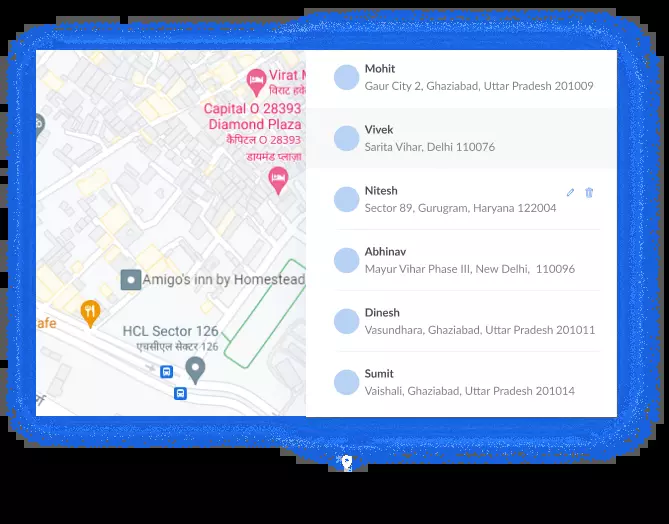 Virat
विराट हवे
Capital O 28393
Diamond Plaza
कैपिटल O 28393
डायमंड प्लाज़ा
Amigo's inn by Homestead
afe
HCL Sector 126
एचसीएल सेक्टर 126
Mohit
Gaur City 2, Ghaziabad, Uttar Pradesh 201009
Vivek
Sarita Vihar, Delhi 110076
Nitesh
Sector 89, Gurugram, Haryana 122004
Abhinav
Mayur Vihar Phase III, New Delhi, 110096
Dinesh
Vasundhara, Ghaziabad, Uttar Pradesh 201011
Sumit
Vaishali, Ghaziabad, Uttar Pradesh 201014